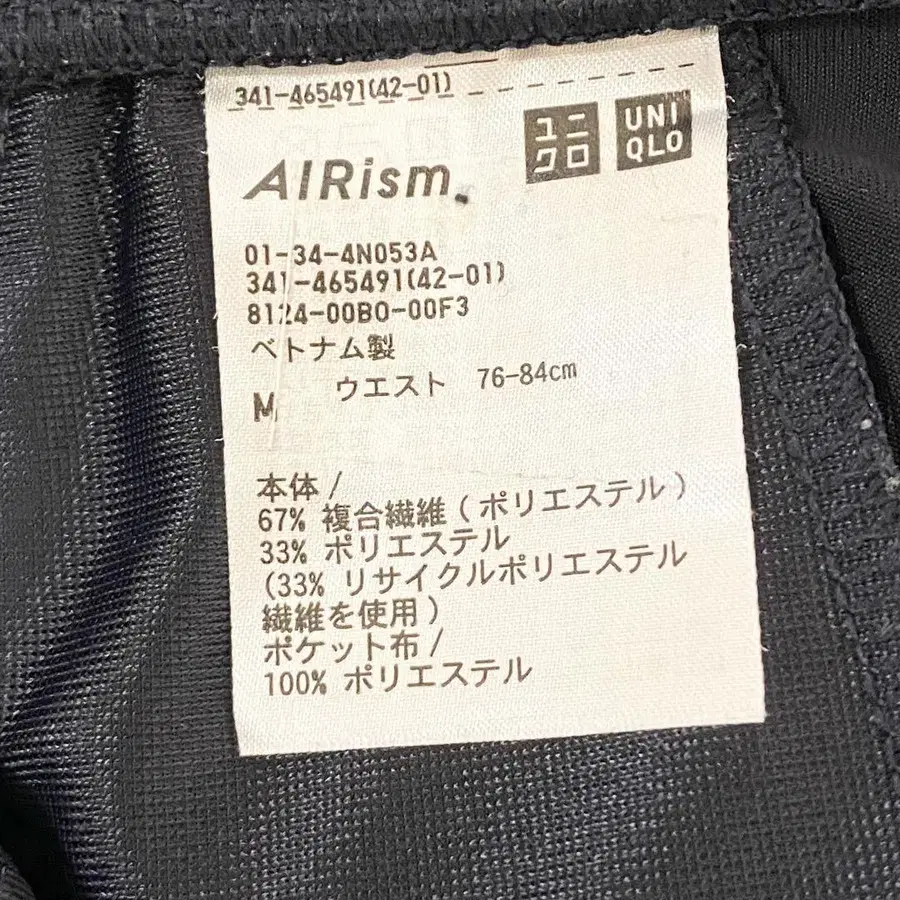 341-465491(42-01)
ユニ
クロ
UNI
QLO
AIRism
01-34-4N053A
341-465491(42-01)
8124-00B0-00F3
ベトナム製
M ウエスト 76-84cm
本体/
67% 複合繊維(ポリエステル)
33% ポリエステル
(33% リサイクルポリエステル
繊維を使用)
ポケット布/
100% ポリエステル